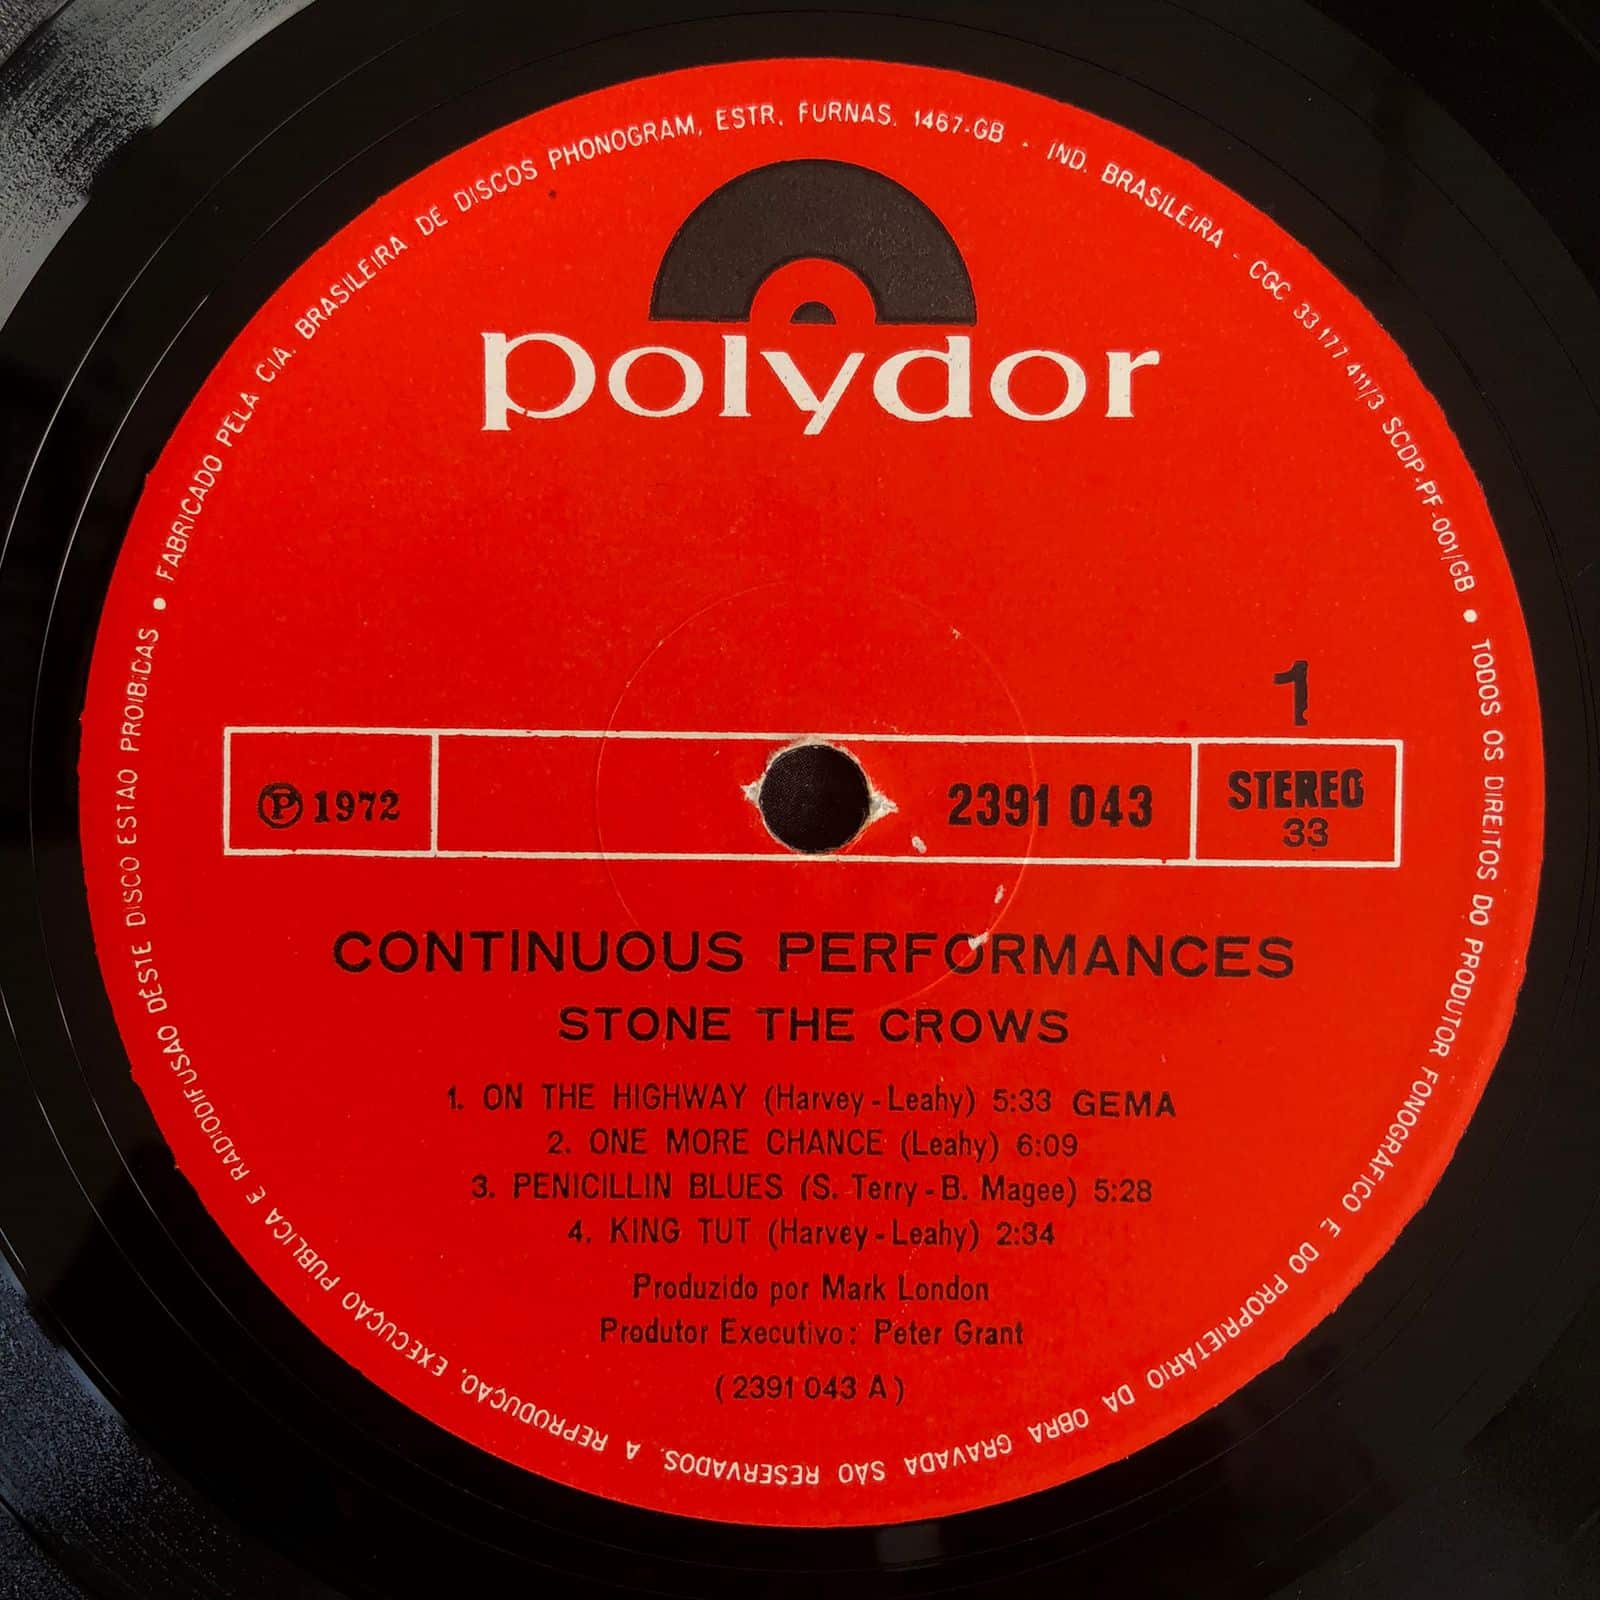 • FABRICADO PELA CIA. BRASILEIRA DE DISCOS PHONOGRAM, ESTR. FURNAS. 1467-GB - IND. BRASILEIRA - CGC 33 177 411/3 SCDP-PF-001/GB • TODOS OS DIREITOS DO PRODUTOR FONOGRÁFICO E DO PROPRIETARIO DA OBRA GRAVADA SÃO RESERVADOS. A REPRODUÇÃO, EXECUÇÃO PUBLICA E RADIODIFUSAO DESTE DISCO ESTAO PROIBIDAS
polydor
1
Ⓟ 1972
2391 043
STEREO
33
CONTINUOUS PERFORMANCES
STONE THE CROWS
1. ON THE HIGHWAY (Harvey-Leahy) 5:33 GEMA
2. ONE MORE CHANCE (Leahy) 6:09
3. PENICILLIN BLUES (S. Terry-B. Magee) 5:28
4. KING TUT (Harvey-Leahy) 2:34
Produzido por Mark London
Produtor Executivo: Peter Grant
(2391 043 A)